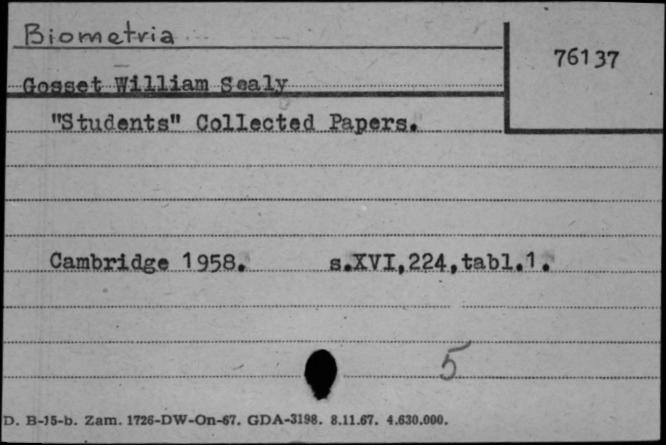 Biometria
76137
Gosset William Sealy
"Students" Collected Papers.
Cambridge 1958. s.XVI,224,tabl.1.
5
D. B-15-b. Zam. 1726-DW-On-67. GDA-3198. 8.11.67. 4.630.000.